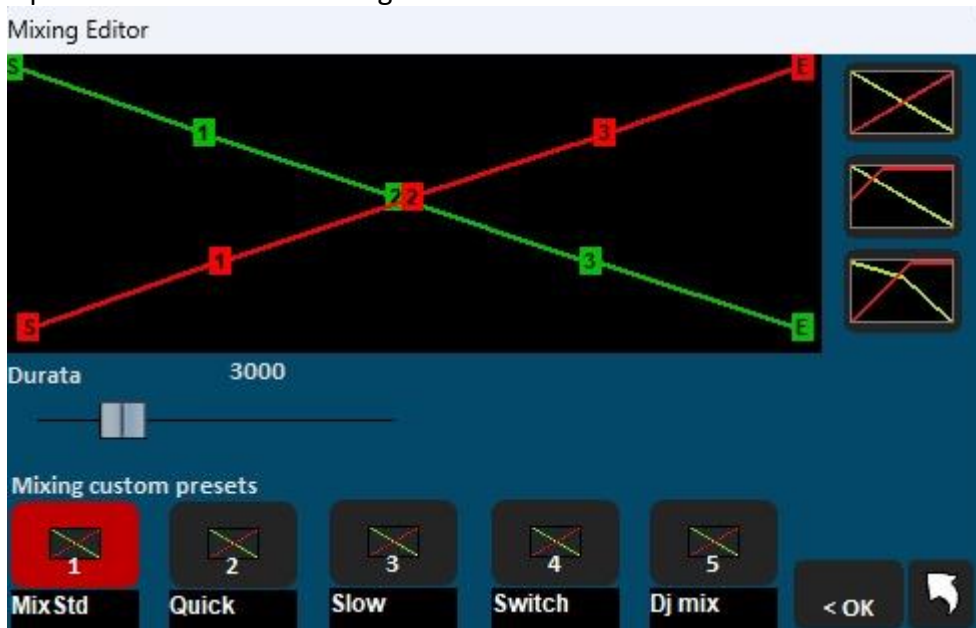 Mixing Editor
S E
1 3
2 2
1 3
S E
Durata 3000
Mixing custom presets
1 2 3 4 5
Mix Std Quick Slow Switch Dj mix < OK